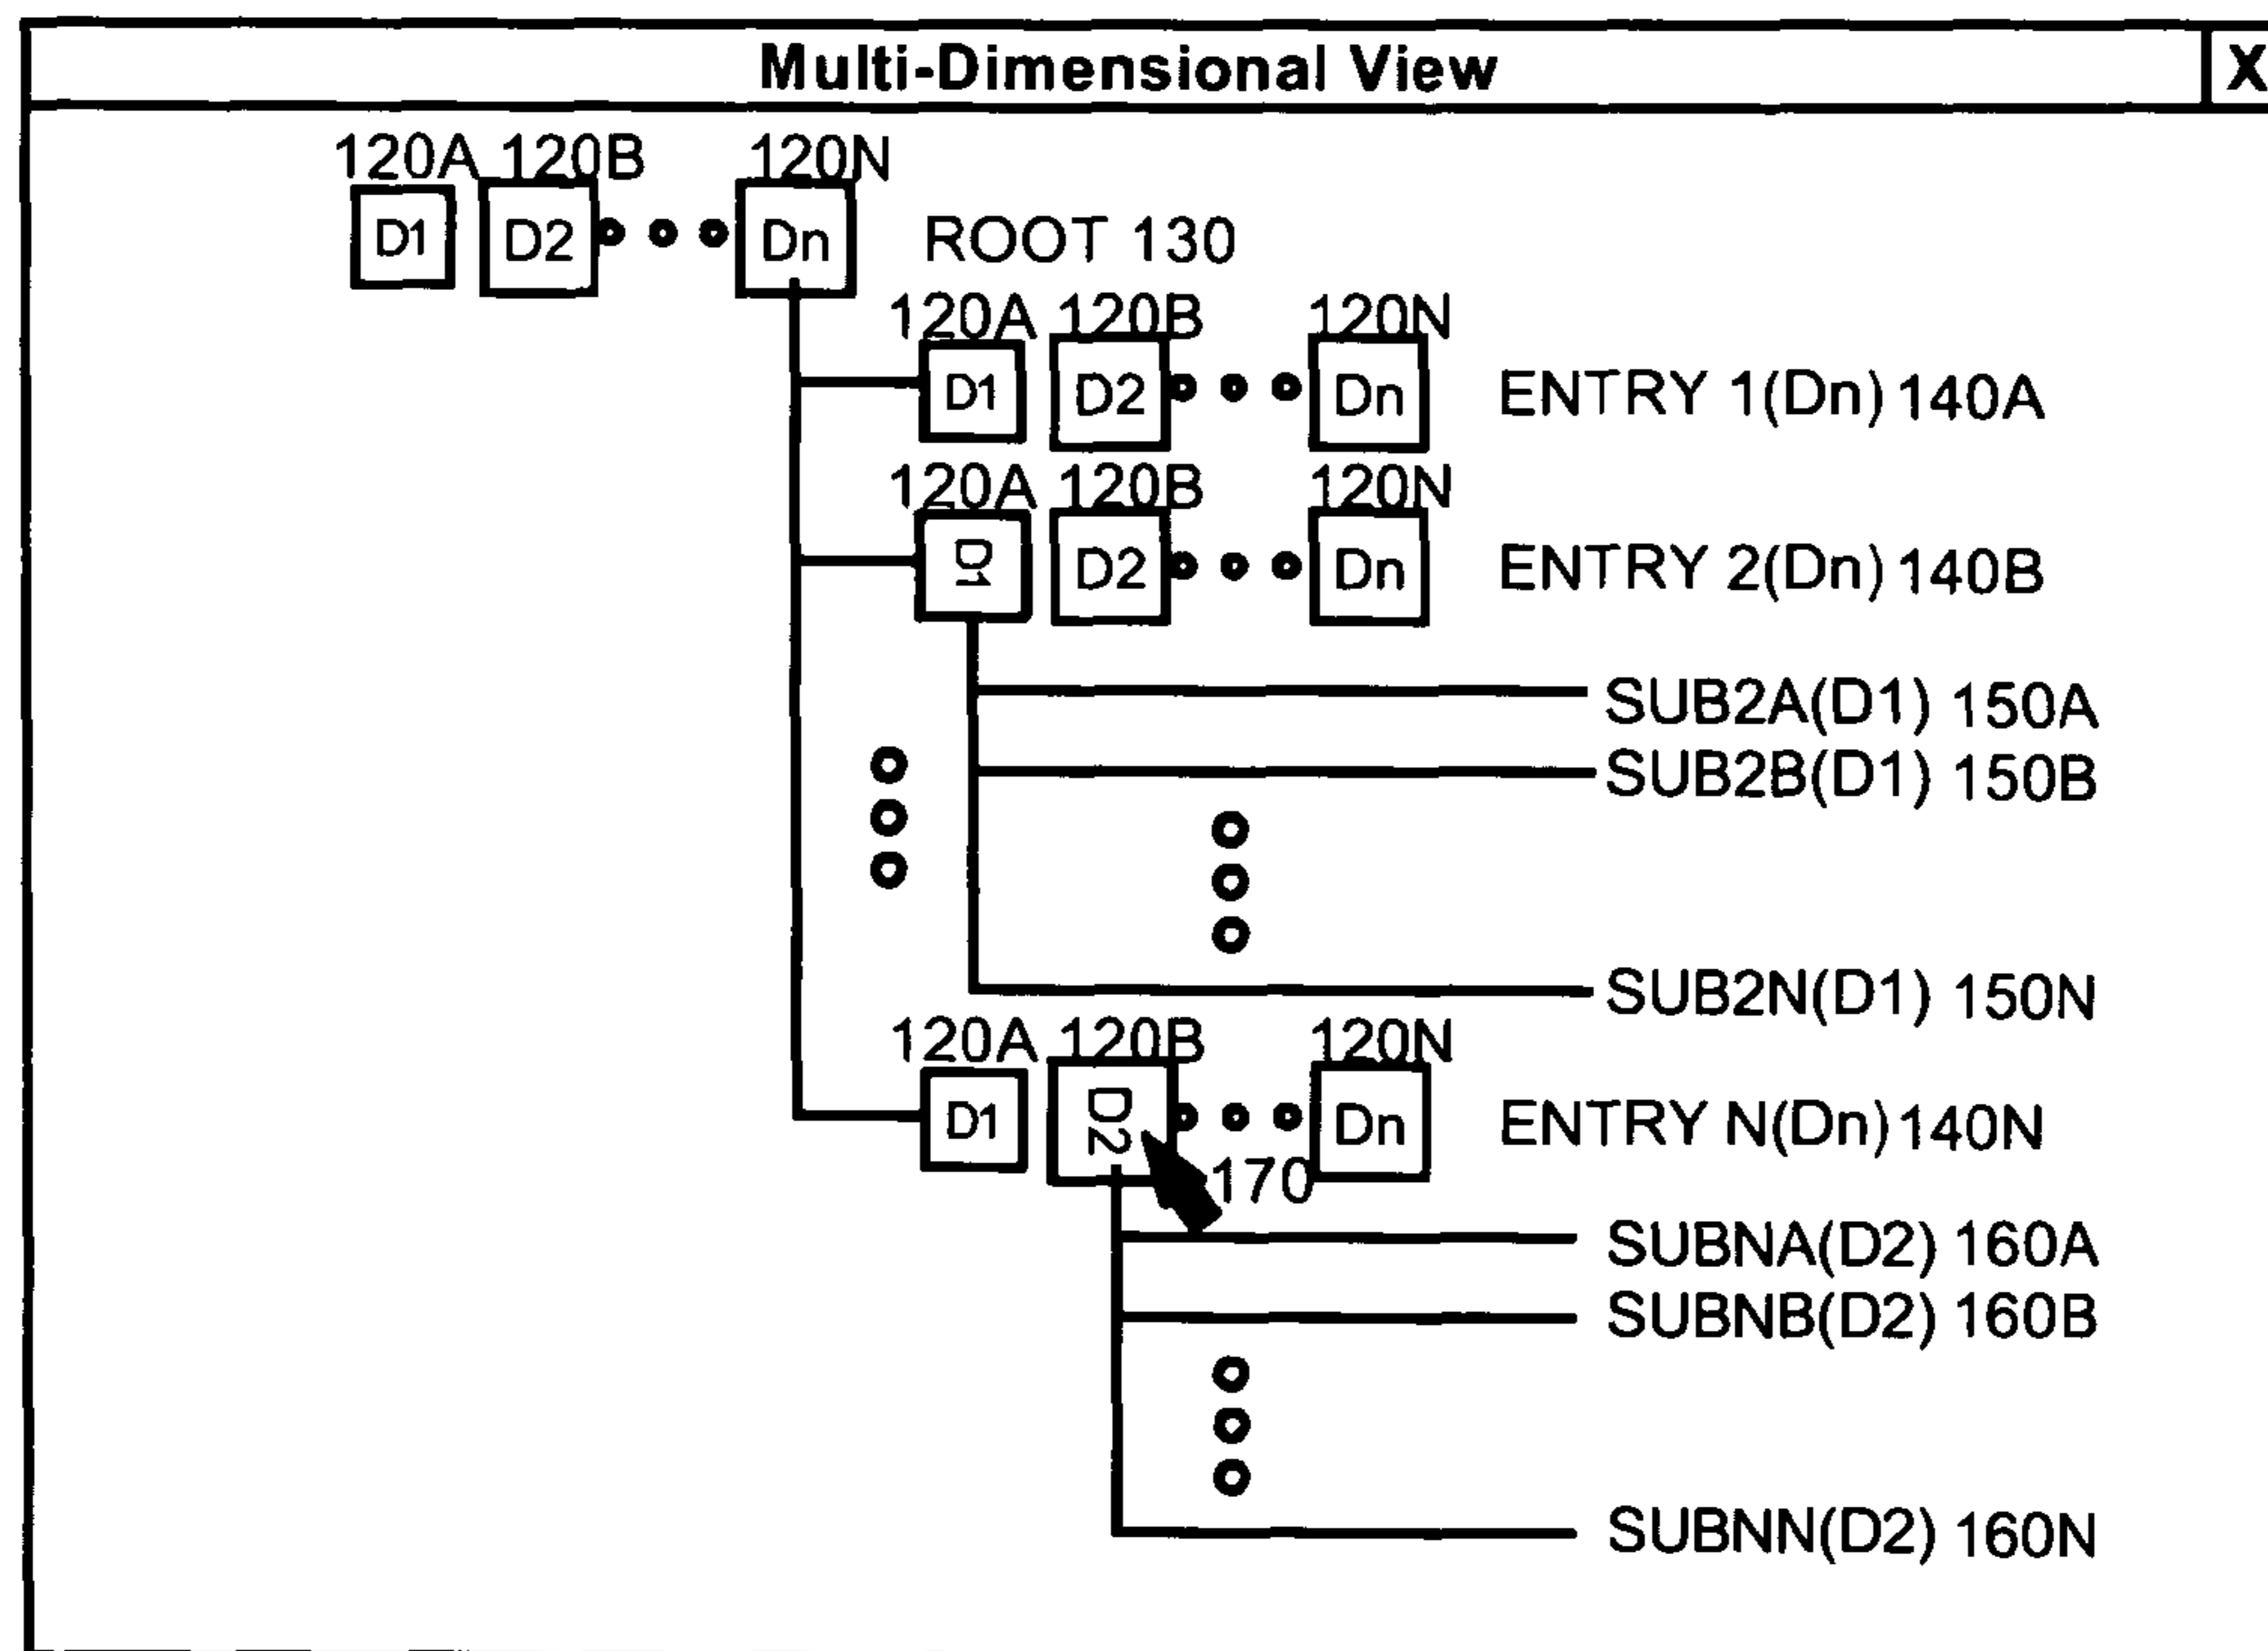 Multi-Dimensional View X
120A 120B 120N
D1 D2 Dn ROOT 130
120A 120B 120N
D1 D2 Dn ENTRY 1(Dn) 140A
120A 120B 120N
D1 D2 Dn ENTRY 2(Dn) 140B
SUB2A(D1) 150A
SUB2B(D1) 150B
SUB2N(D1) 150N
120A 120B 120N
D1 D2 Dn ENTRY N(Dn) 140N
170
SUBNA(D2) 160A
SUBNB(D2) 160B
SUBNN(D2) 160N